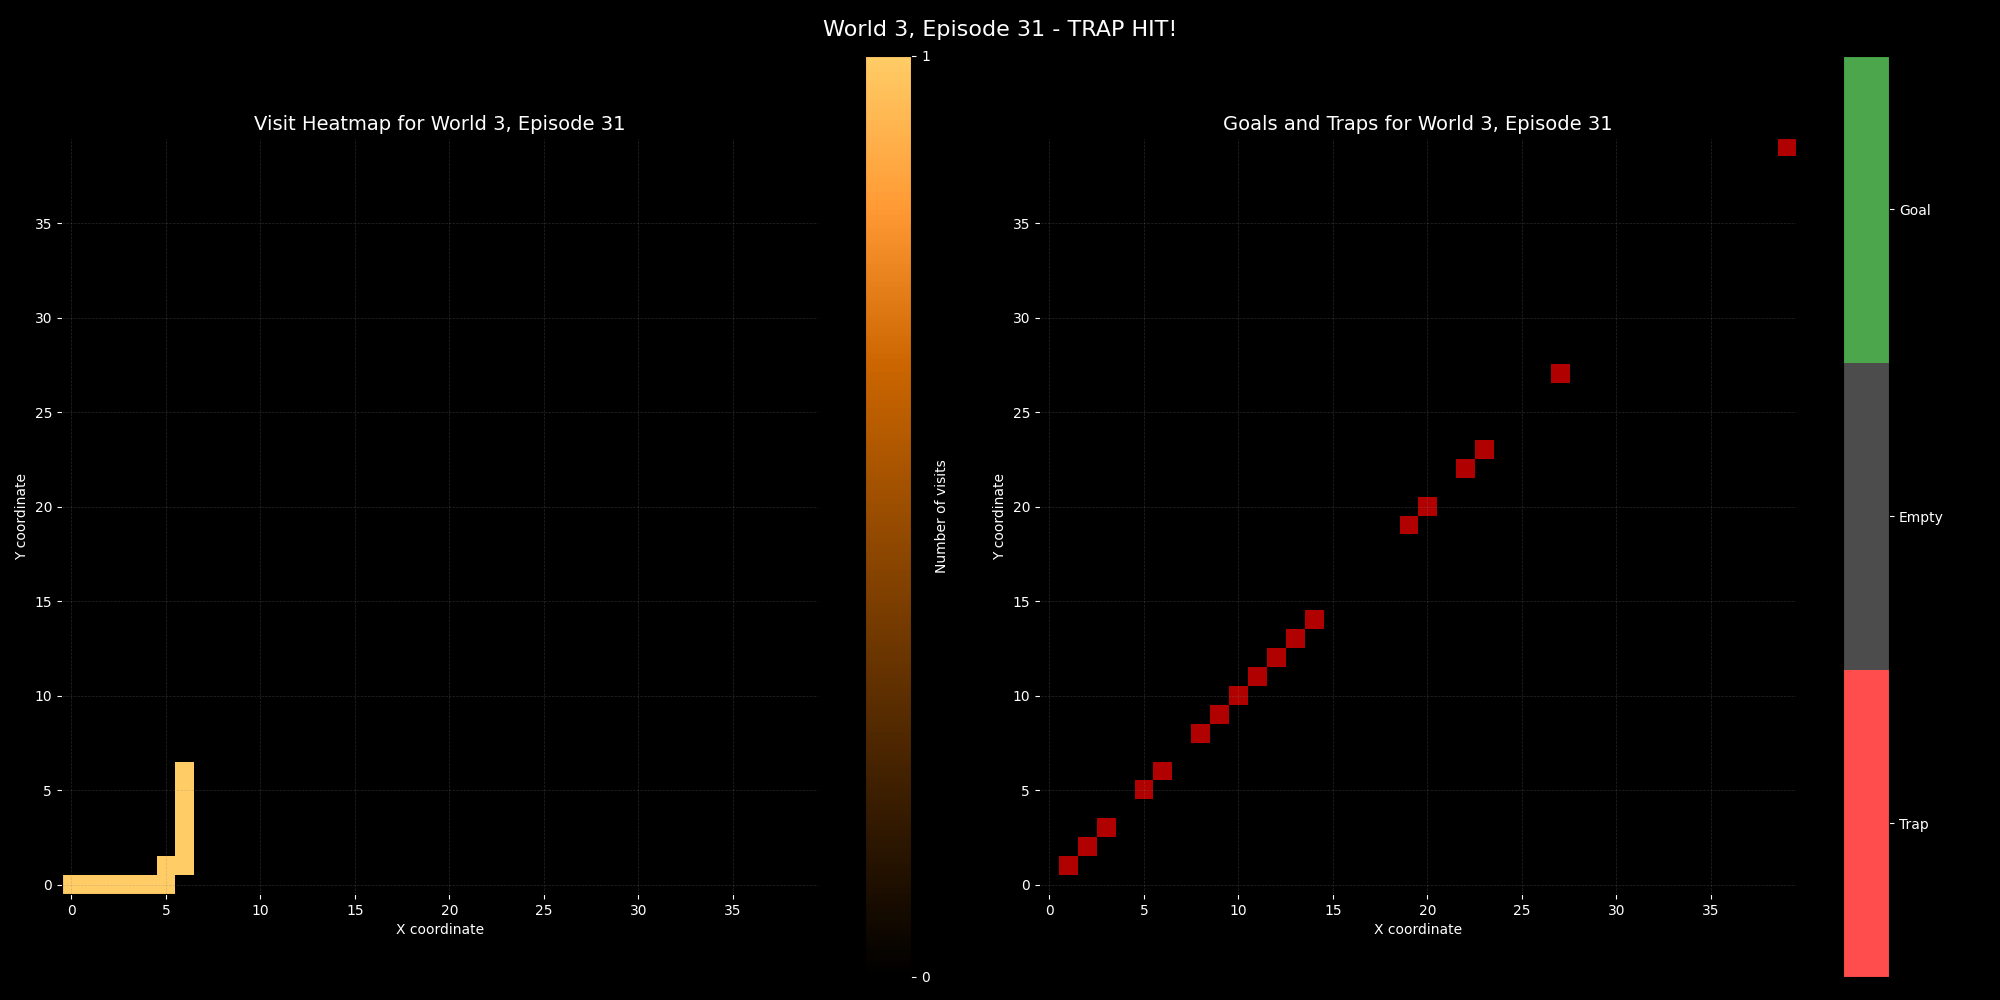 World 3, Episode 31 - TRAP HIT!
Visit Heatmap for World 3, Episode 31
Y coordinate
35
30
25
20
15
10
5
0
0 5 10 15 20 25 30 35
X coordinate
1
0
Number of visits
Goals and Traps for World 3, Episode 31
Y coordinate
35
30
25
20
15
10
5
0
0 5 10 15 20 25 30 35
X coordinate
Goal
Empty
Trap